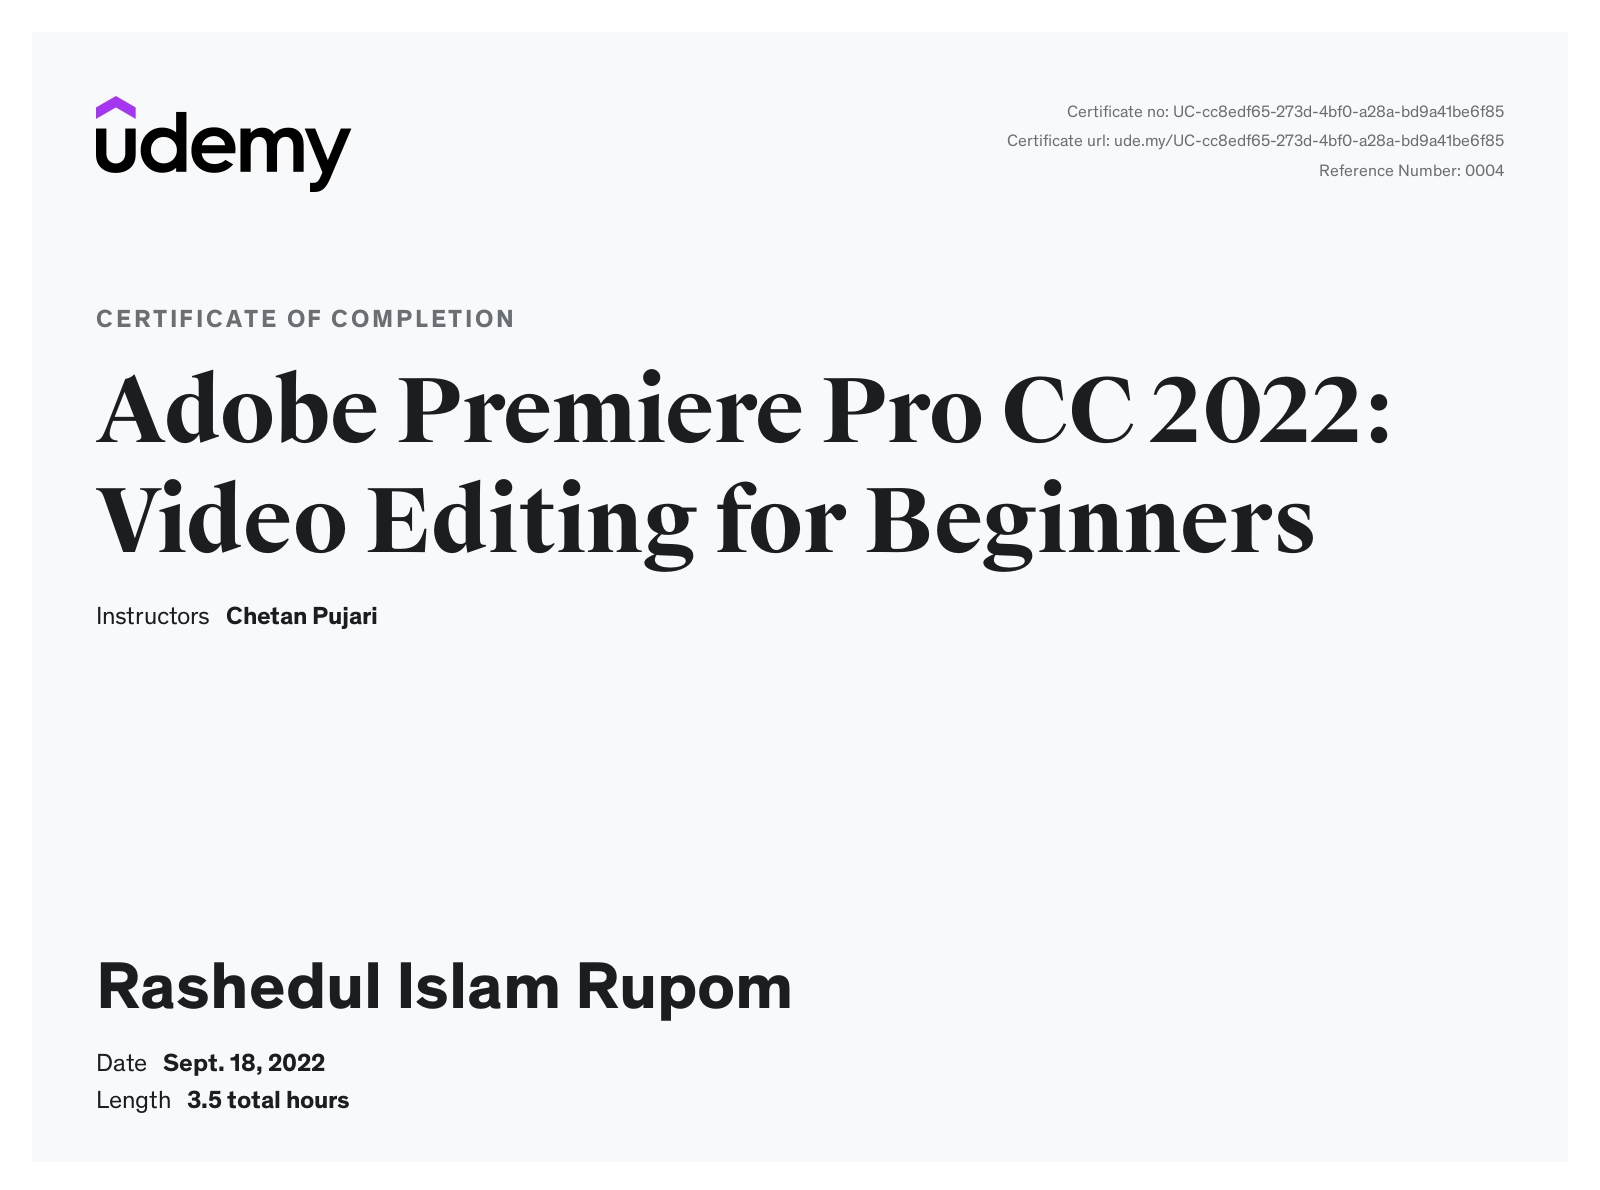 udemy
Certificate no: UC-cc8edf65-273d-4bf0-a28a-bd9a41be6f85
Certificate url: ude.my/UC-cc8edf65-273d-4bf0-a28a-bd9a41be6f85
Reference Number: 0004
CERTIFICATE OF COMPLETION
Adobe Premiere Pro CC 2022:
Video Editing for Beginners
Instructors Chetan Pujari
Rashedul Islam Rupom
Date Sept. 18, 2022
Length 3.5 total hours